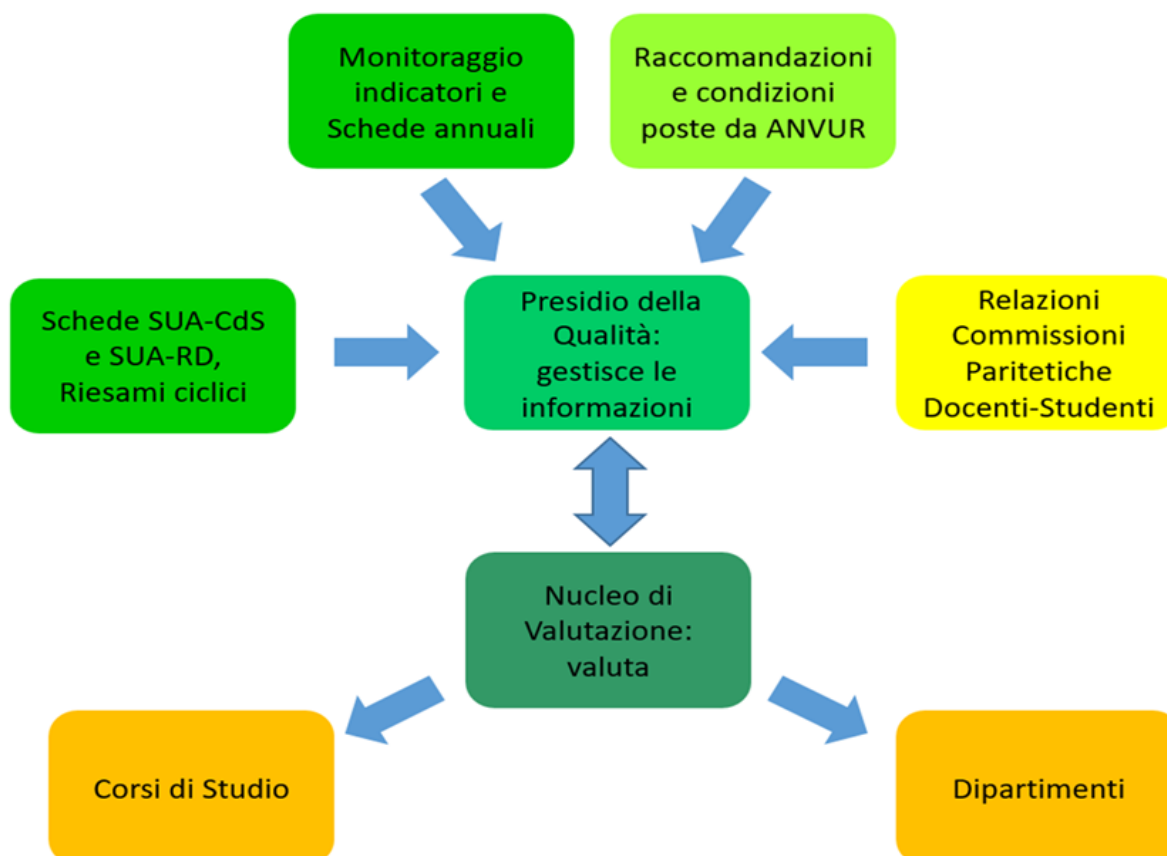 Monitoraggio
indicatori e
Schede annuali
Raccomandazioni
e condizioni
poste da ANVUR
Schede SUA-CdS
e SUA-RD,
Riesami ciclici
Presidio della
Qualità:
gestisce le
informazioni
Relazioni
Commissioni
Paritetiche
Docenti-Studenti
Nucleo di
Valutazione:
valuta
Corsi di Studio
Dipartimenti